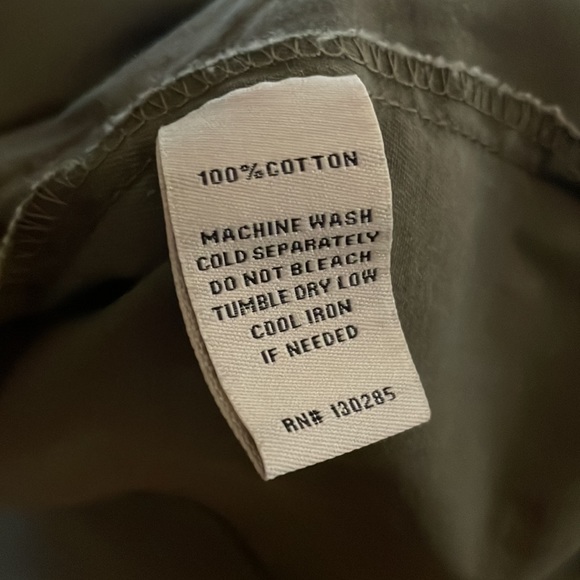 100% COTTON
MACHINE WASH
COLD SEPARATELY
DO NOT BLEACH
TUMBLE DRY LOW
COOL IRON
IF NEEDED
RN# 130285